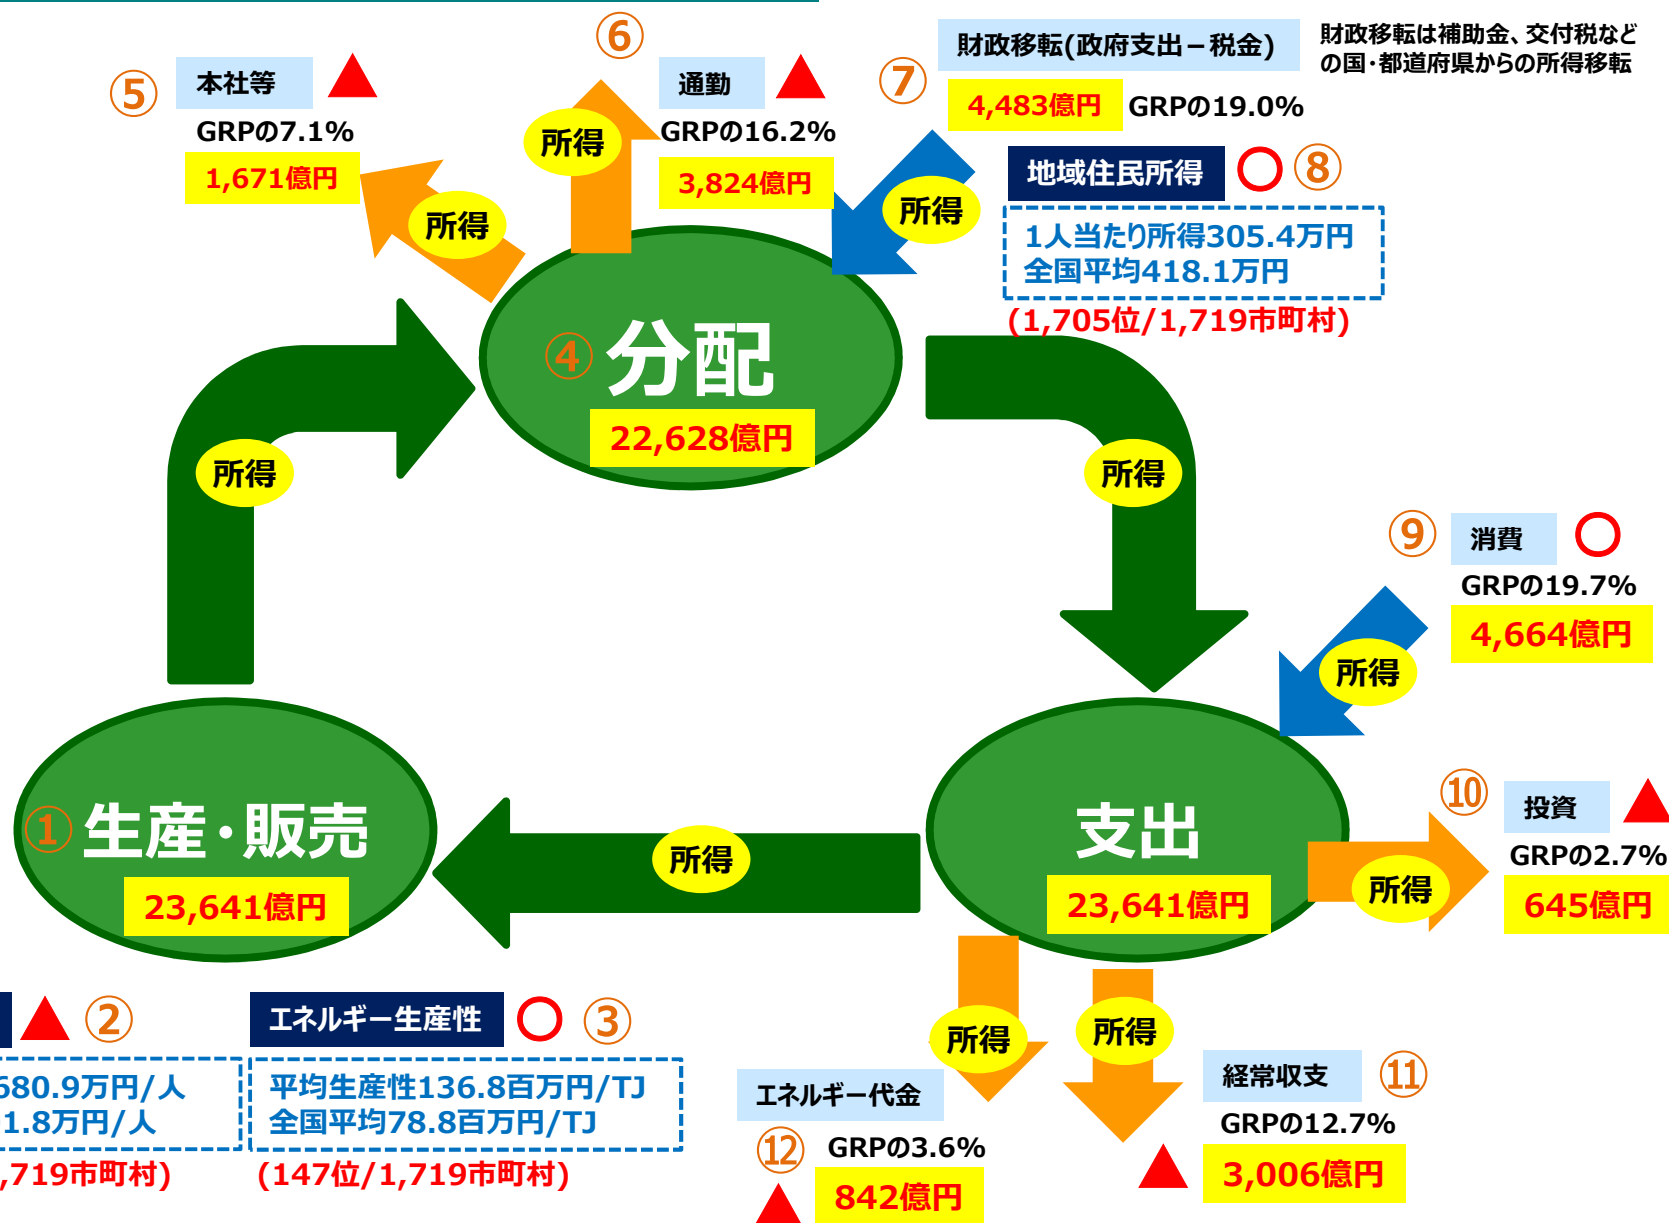 ⑥
⑤
本社等
GRPの7.1%
1,671億円
通勤
GRPの16.2%
3,824億円
⑦
財政移転(政府支出－税金)
4,483億円 GRPの19.0%
財政移転は補助金、交付税など
の国・都道府県からの所得移転
所得
所得
所得
地域住民所得
⑧
1人当たり所得305.4万円
全国平均418.1万円
(1,705位/1,719市町村)
④分配
22,628億円
所得
所得
⑨
消費
GRPの19.7%
4,664億円
所得
①生産・販売
23,641億円
所得
支出
23,641億円
⑩
投資
GRPの2.7%
645億円
所得
②
680.9万円/人
1.8万円/人
,719市町村)
エネルギー生産性
③
平均生産性136.8百万円/TJ
全国平均78.8百万円/TJ
(147位/1,719市町村)
所得
所得
エネルギー代金
⑫
GRPの3.6%
842億円
経常収支
⑪
GRPの12.7%
3,006億円